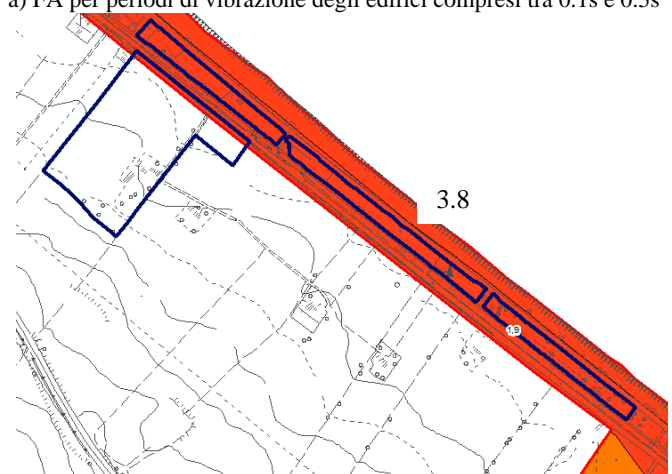 a) FA per periodi di vibrazione degli edifici compresi tra 0.1s e 0.5s
3.8
1,9